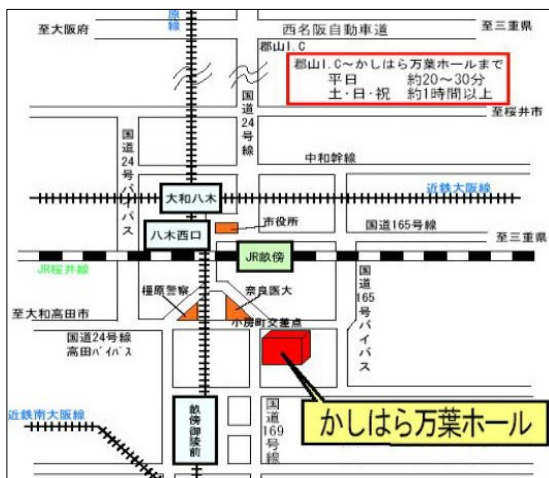 原線
至大阪府
西名阪自動車道
至三重県
郡山I.C
郡山I.C～かしはら万葉ホールまで
平日 約20～30分
土・日・祝 約1時間以上
国道24号線
至桜井市
国道24号バイパス
中和幹線
大和八木
近鉄大阪線
市役所
国道165号線
八木西口
至三重県
JR畝傍
JR桜井線
橿原警察
奈良医大
国道165号バイパス
至大和高田市
小房町交差点
国道24号線
高田バイパス
かしはら万葉ホール
近鉄南大阪線
畝傍御陵前
国道169号線